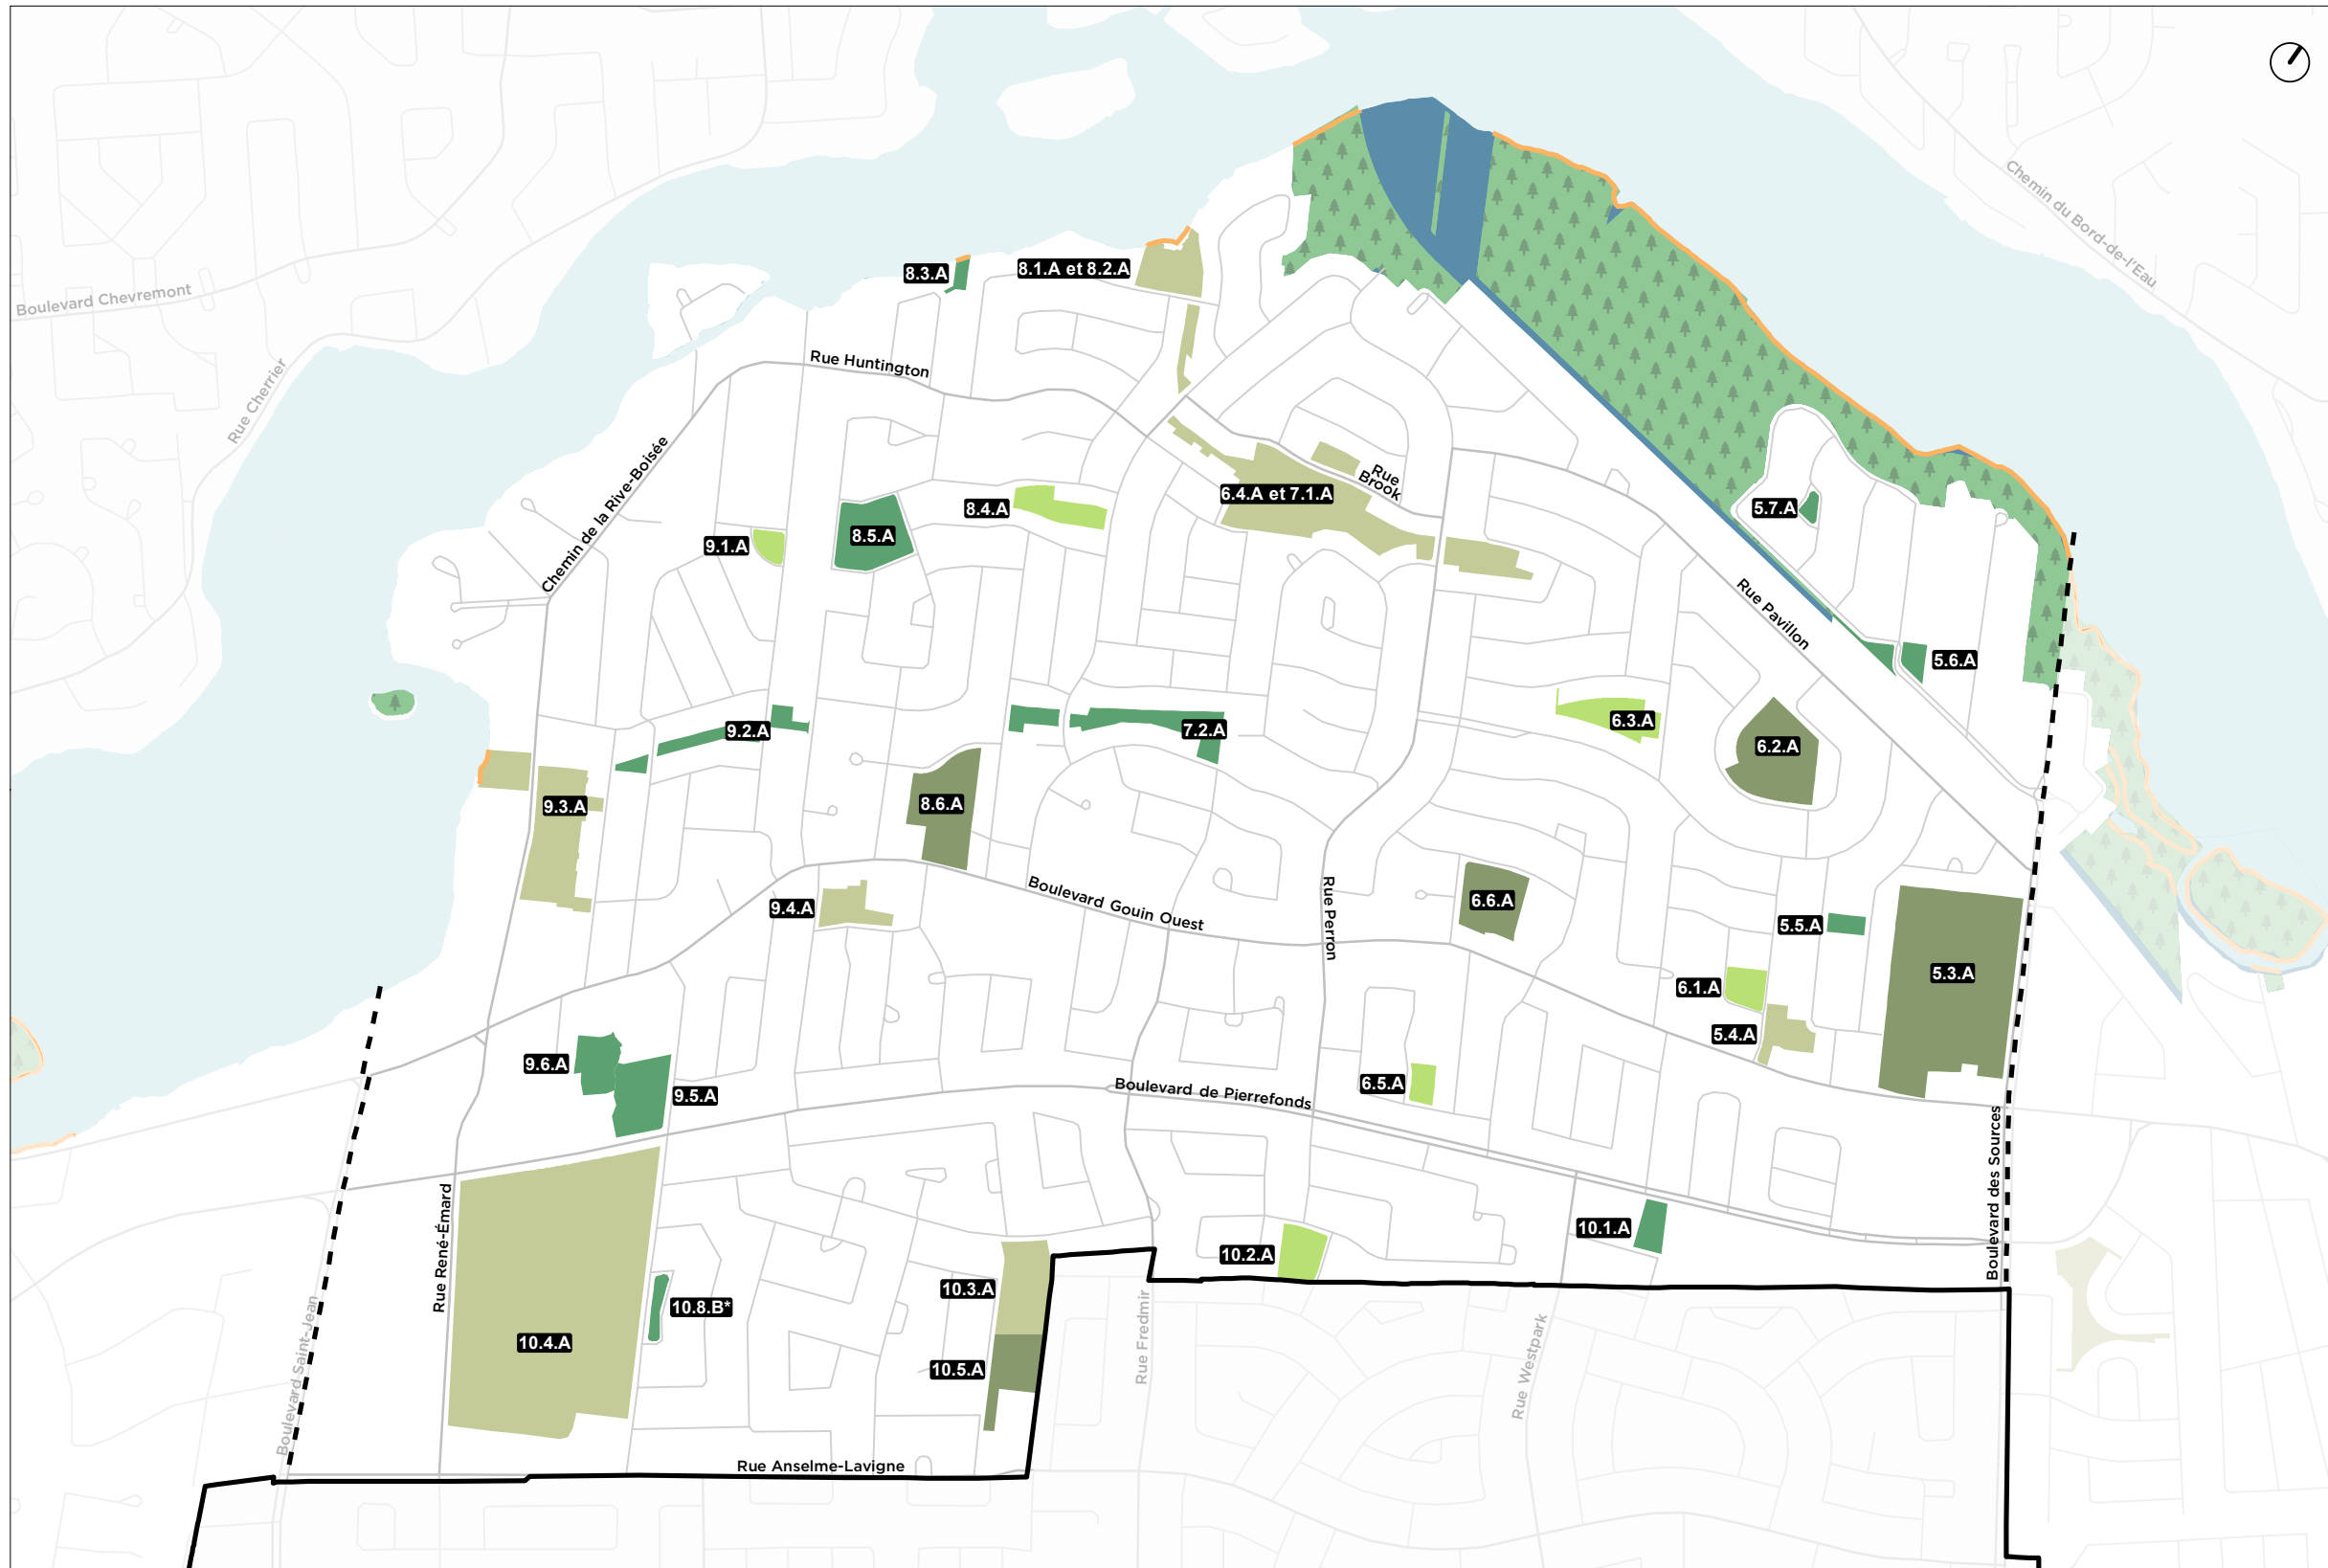 Chemin du Bord-de-l'Eau
8.3.A
8.1.A et 8.2.A
Boulevard Chevremont
Rue Huntington
Rue Cherrier
Chemin de la Rive-Boisée
Rue
Brook
6.4.A et 7.1.A
8.4.A
5.7.A
8.5.A
9.1.A
Rue Pavillon
5.6.A
6.3.A
7.2.A
9.2.A
6.2.A
8.6.A
9.3.A
6.6.A
9.4.A
Boulevard Gouin Ouest
Rue Perron
5.5.A
5.3.A
6.1.A
5.4.A
9.6.A
6.5.A
9.5.A
Boulevard de Pierrefonds
Boulevard des Sources
Rue René-Émard
10.1.A
10.2.A
10.3.A
10.8.B*
Rue Fredmir
10.4.A
10.5.A
Rue Westpark
Boulevard Saint-Jean
Rue Anselme-Lavigne